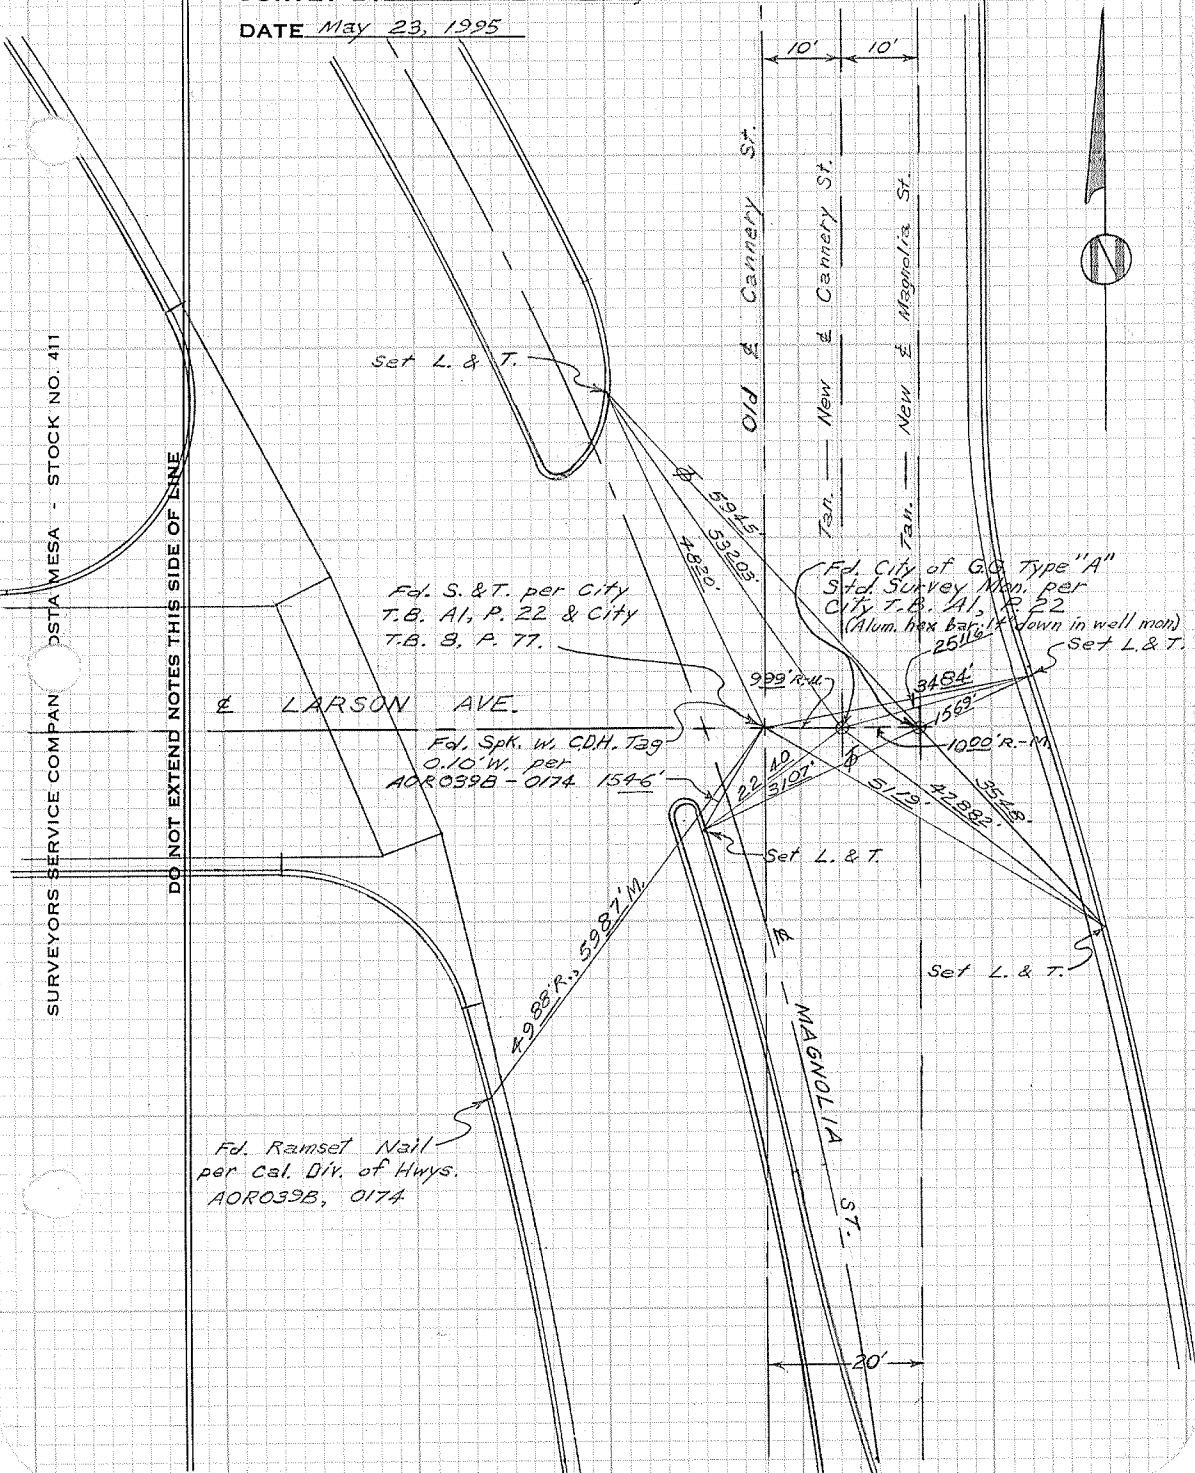 DATE May 23, 1995
10'
10'
Old ℄ Cannery St.
Tan. — New ℄ Cannery St.
Tan. — New ℄ Magnolia St.
N
SURVEYORS SERVICE COMPAN
OSTA MESA - STOCK NO. 411
DO NOT EXTEND NOTES THIS SIDE OF LINE
Set L. & T.
59.45'
53.203'
48.20'
Fd. S. & T. per City
T.B. A1, P. 22 & City
T.B. 8, P. 77.
Fd. City of G.G. Type "A"
Std. Survey Mon. per
City T.B. A1, P. 22
(Alum. hex bar, 1± down in well mon)
25.116
Set L. & T.
9.99' R.-M.
34.84'
15.69'
10.00' R.-M.
℄ LARSON AVE.
Fd. Spk. w. CDH. Tag
0.10' W. per
AOR039B - 0174
15.46'
22.40
31.07'
51.19'
42.882'
35.48'
Set L. & T.
Set L. & T.
49.88' R., 59.87' M.
℄ MAGNOLIA ST.
Fd. Ramset Nail
per Cal. Div. of Hwys.
AOR039B, 0174
20'